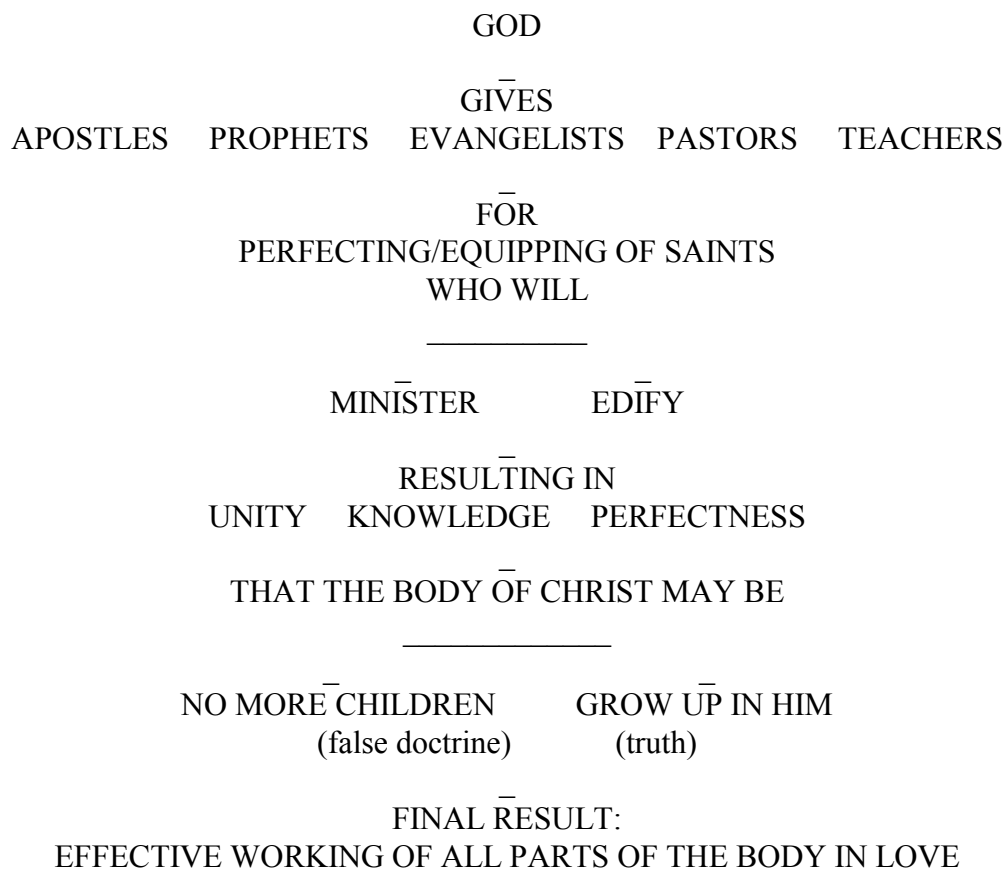 GOD
GIVES
APOSTLES PROPHETS EVANGELISTS PASTORS TEACHERS
FOR
PERFECTING/EQUIPPING OF SAINTS
WHO WILL
MINISTER EDIFY
RESULTING IN
UNITY KNOWLEDGE PERFECTNESS
THAT THE BODY OF CHRIST MAY BE
NO MORE CHILDREN GROW UP IN HIM
(false doctrine) (truth)
FINAL RESULT:
EFFECTIVE WORKING OF ALL PARTS OF THE BODY IN LOVE